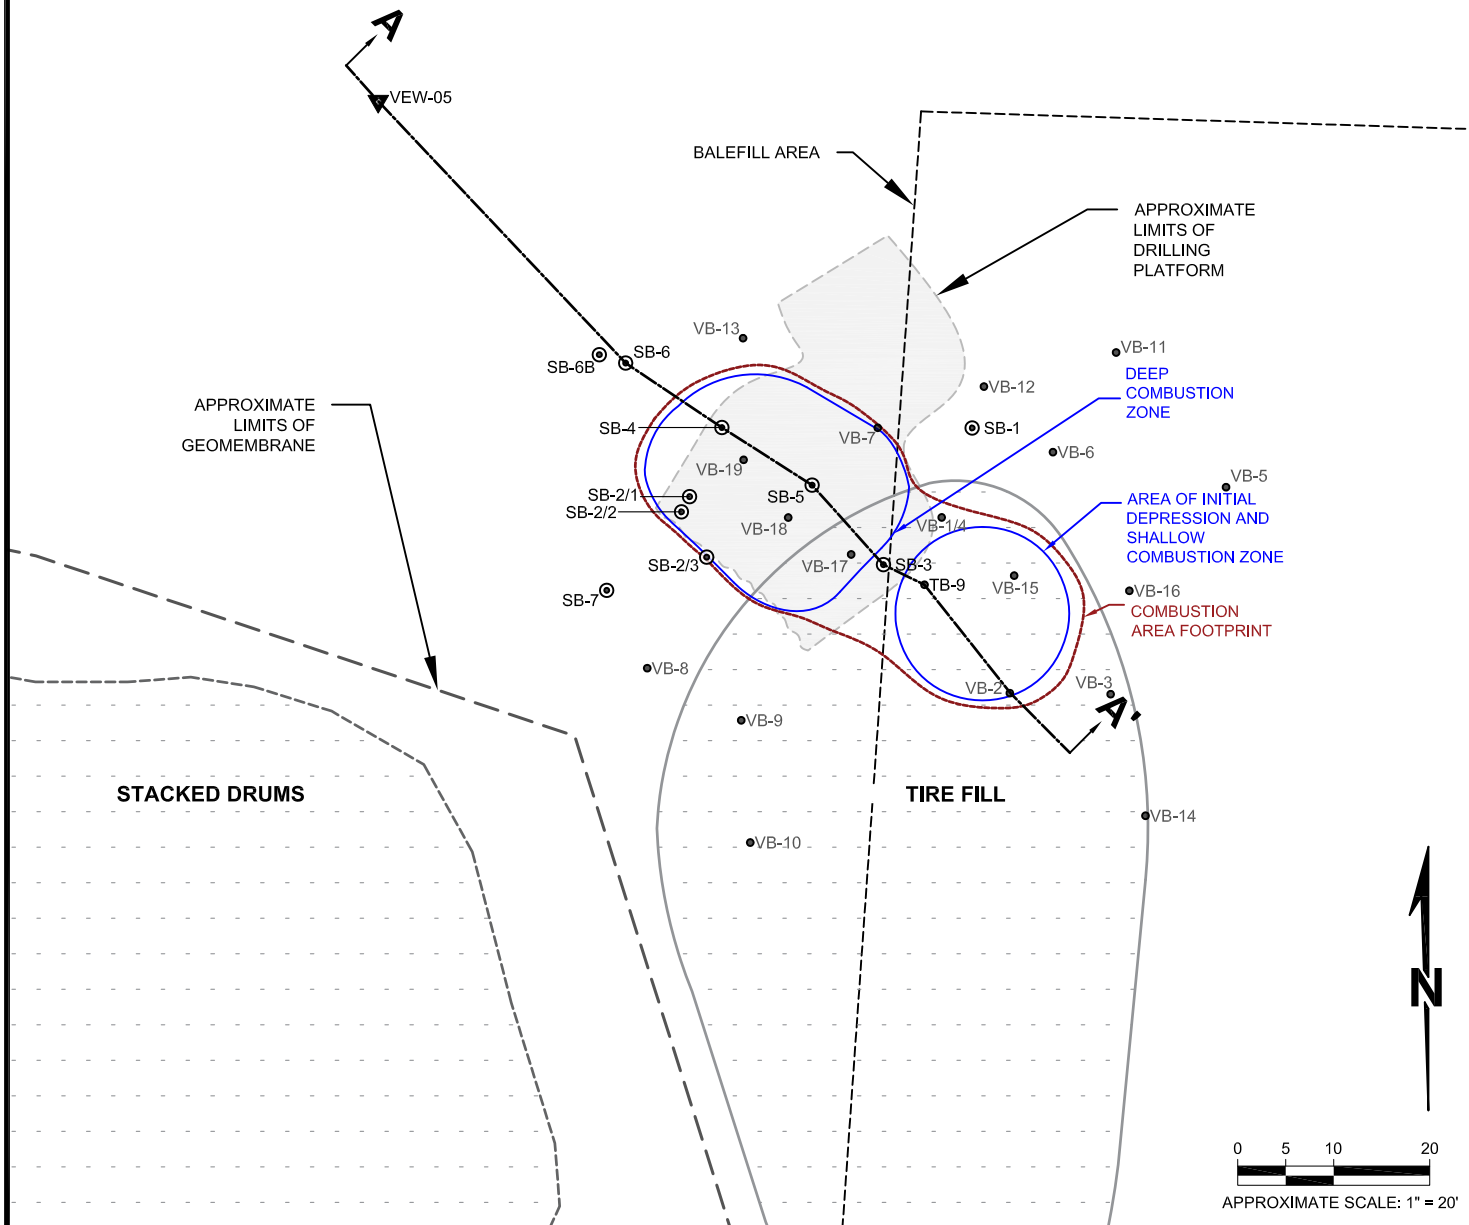 A
VEW-05
BALEFILL AREA
APPROXIMATE
LIMITS OF
DRILLING
PLATFORM
VB-13
SB-6
SB-6B
VB-11
DEEP
COMBUSTION
ZONE
VB-12
APPROXIMATE
LIMITS OF
GEOMEMBRANE
SB-4
VB-7
SB-1
VB-6
VB-19
VB-5
SB-5
SB-2/1
SB-2/2
AREA OF INITIAL
DEPRESSION AND
SHALLOW
COMBUSTION ZONE
VB-18
VB-1/4
SB-2/3
VB-17
SB-3
TB-9
VB-15
VB-16
SB-7
COMBUSTION
AREA FOOTPRINT
VB-8
VB-2
VB-3
A'
VB-9
STACKED DRUMS
TIRE FILL
VB-14
VB-10
N
0 5 10 20
APPROXIMATE SCALE: 1" = 20'